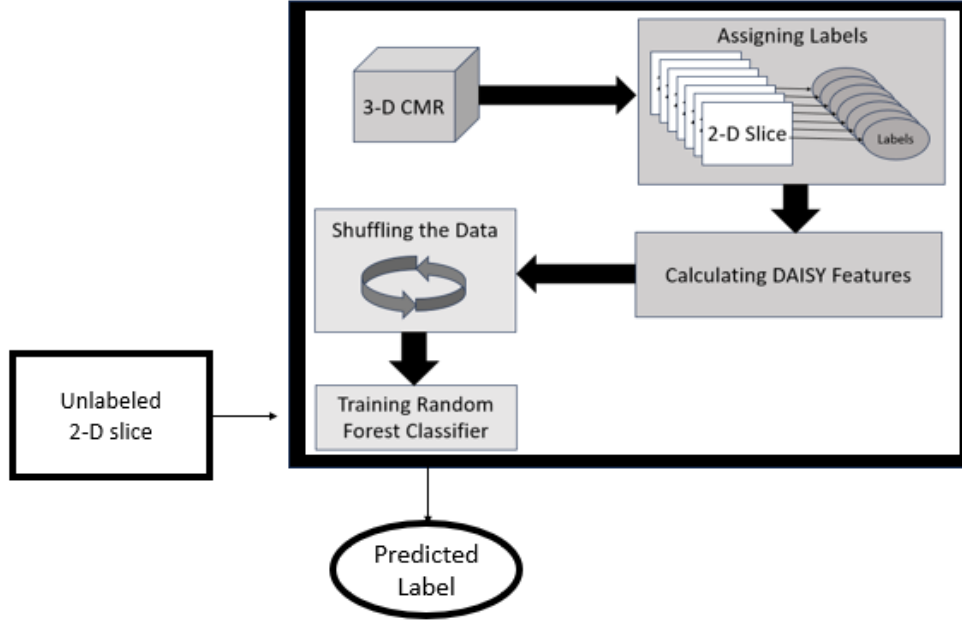 Assigning Labels
3-D CMR
2-D Slice
Labels
Shuffling the Data
Calculating DAISY Features
Training Random
Forest Classifier
Unlabeled
2-D slice
Predicted
Label